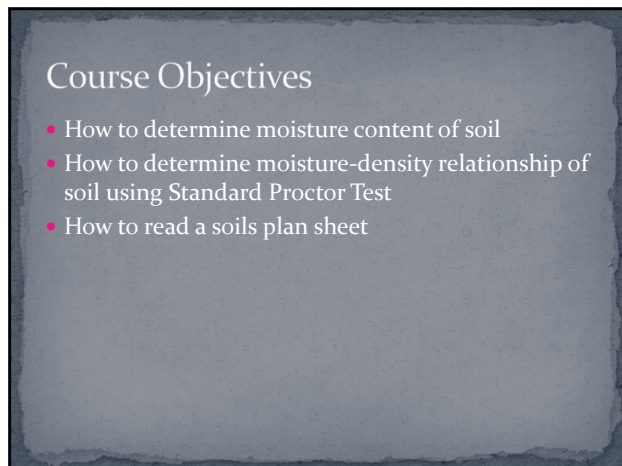 Course Objectives
• How to determine moisture content of soil
• How to determine moisture-density relationship of
soil using Standard Proctor Test
• How to read a soils plan sheet